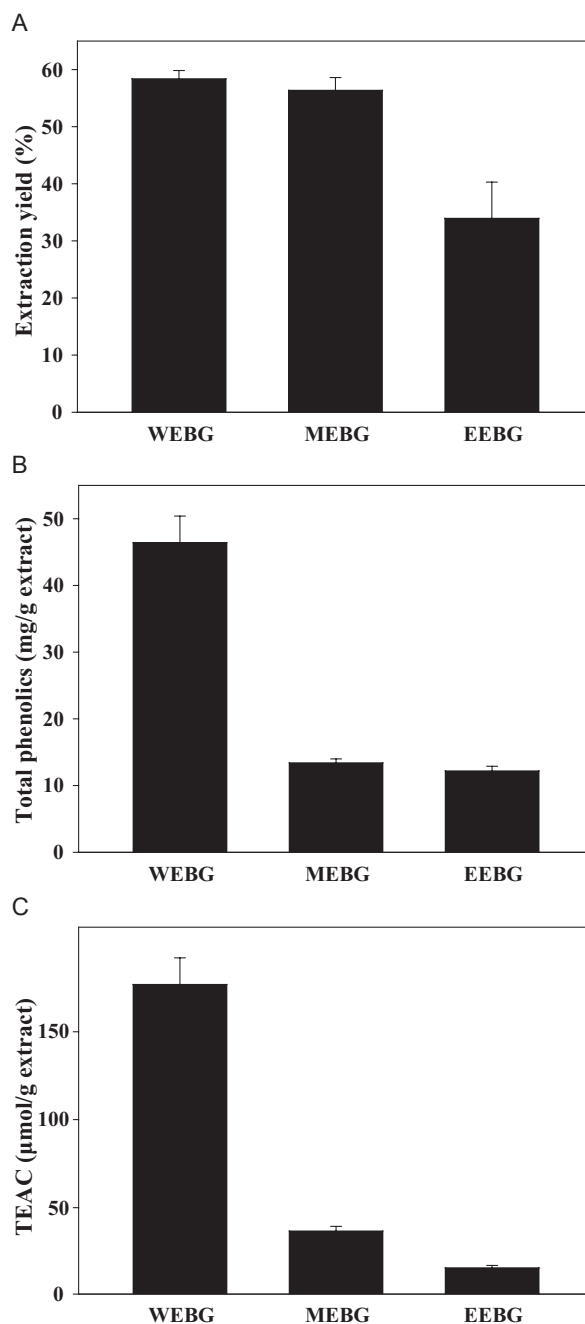 A
Extraction yield (%)
60
50
40
30
20
10
0
WEBG MEBG EEBG
B
Total phenolics (mg/g extract)
50
40
30
20
10
0
WEBG MEBG EEBG
C
TEAC (μmol/g extract)
150
100
50
0
WEBG MEBG EEBG